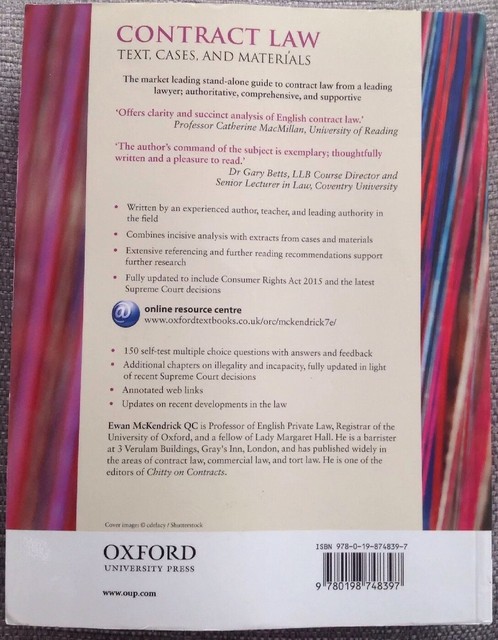 CONTRACT LAW
TEXT, CASES, AND MATERIALS
The market leading stand-alone guide to contract law from a leading
lawyer; authoritative, comprehensive, and supportive
'Offers clarity and succinct analysis of English contract law.'
Professor Catherine MacMillan, University of Reading
'The author's command of the subject is exemplary; thoughtfully
written and a pleasure to read.'
Dr Gary Betts, LLB Course Director and
Senior Lecturer in Law, Coventry University
• Written by an experienced author, teacher, and leading authority in
the field
• Combines incisive analysis with extracts from cases and materials
• Extensive referencing and further reading recommendations support
further research
• Fully updated to include Consumer Rights Act 2015 and the latest
Supreme Court decisions
@ online resource centre
www.oxfordtextbooks.co.uk/orc/mckendrick7e/
• 150 self-test multiple choice questions with answers and feedback
• Additional chapters on illegality and incapacity, fully updated in light
of recent Supreme Court decisions
• Annotated web links
• Updates on recent developments in the law
Ewan McKendrick QC is Professor of English Private Law, Registrar of the
University of Oxford, and a fellow of Lady Margaret Hall. He is a barrister
at 3 Verulam Buildings, Gray's Inn, London, and has published widely in
the areas of contract law, commercial law, and tort law. He is one of the
editors of Chitty on Contracts.
Cover images © cdelacy / Shutterstock
OXFORD
UNIVERSITY PRESS
www.oup.com
ISBN 978-0-19-874839-7
9 780198 748397